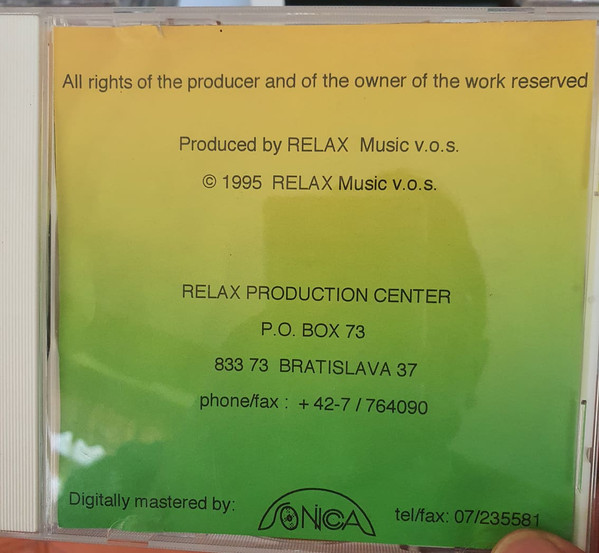 All rights of the producer and of the owner of the work reserved
Produced by RELAX Music v.o.s.
© 1995 RELAX Music v.o.s.
RELAX PRODUCTION CENTER
P.O. BOX 73
833 73 BRATISLAVA 37
phone/fax : + 42-7 / 764090
Digitally mastered by: SONICA tel/fax: 07/235581